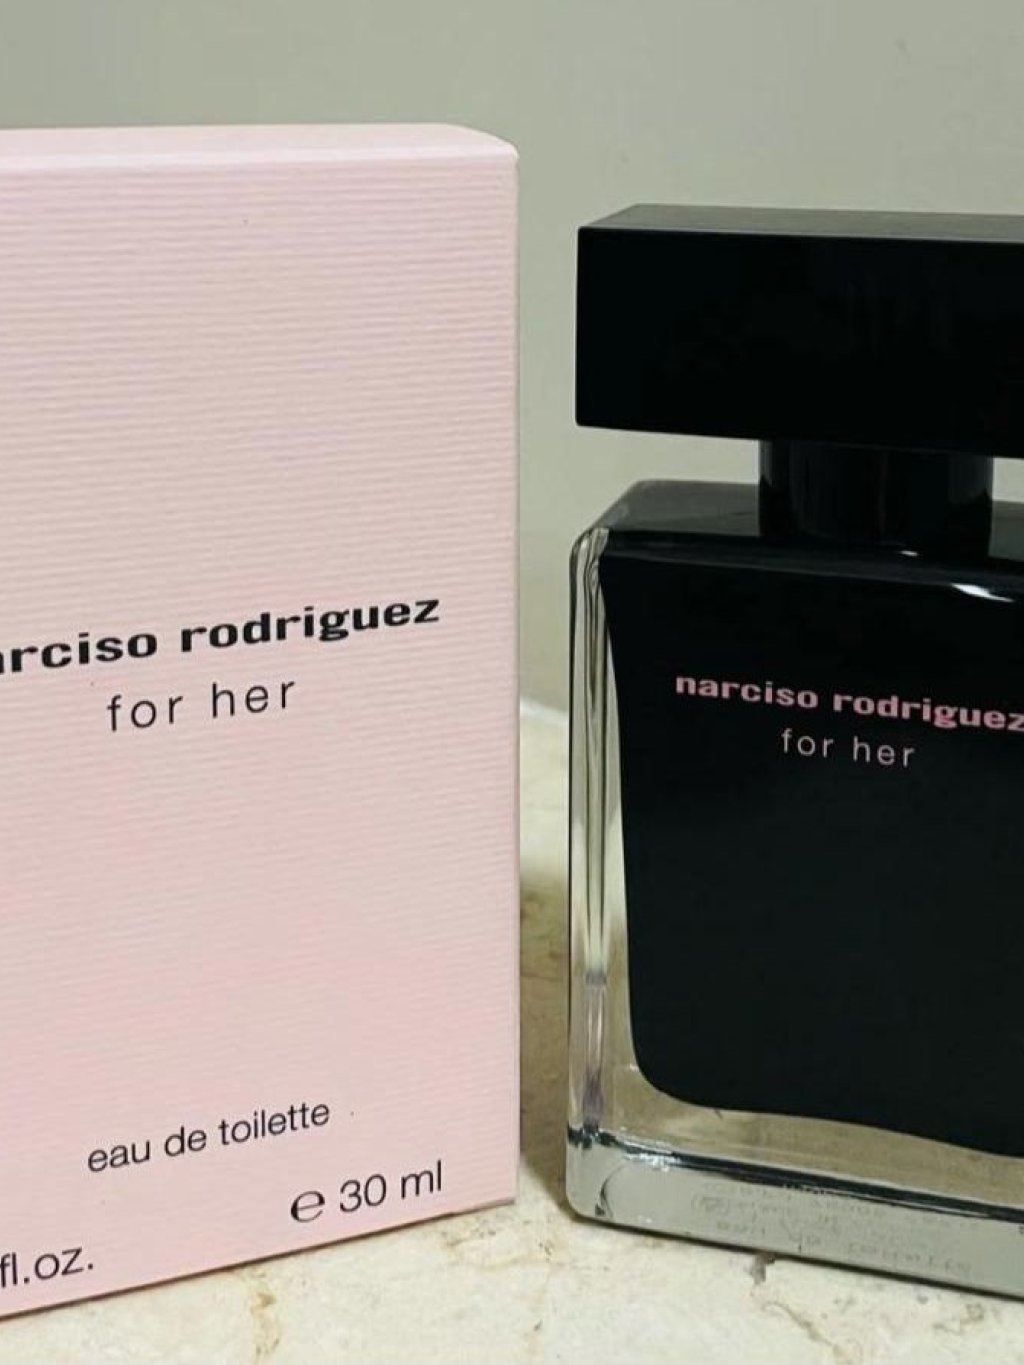 narciso rodriguez
for her
eau de toilette
℮ 30 ml
fl.oz.
narciso rodriguez
for her